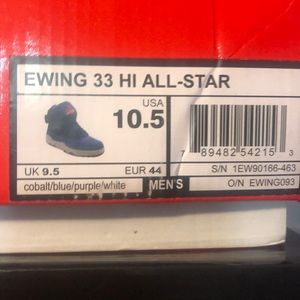 EWING 33 HI ALL-STAR
USA
10.5
UK 9.5 EUR 44
cobalt/blue/purple/white MEN'S
7 89482 54215 3
S/N 1EW90166-463
O/N EWING093